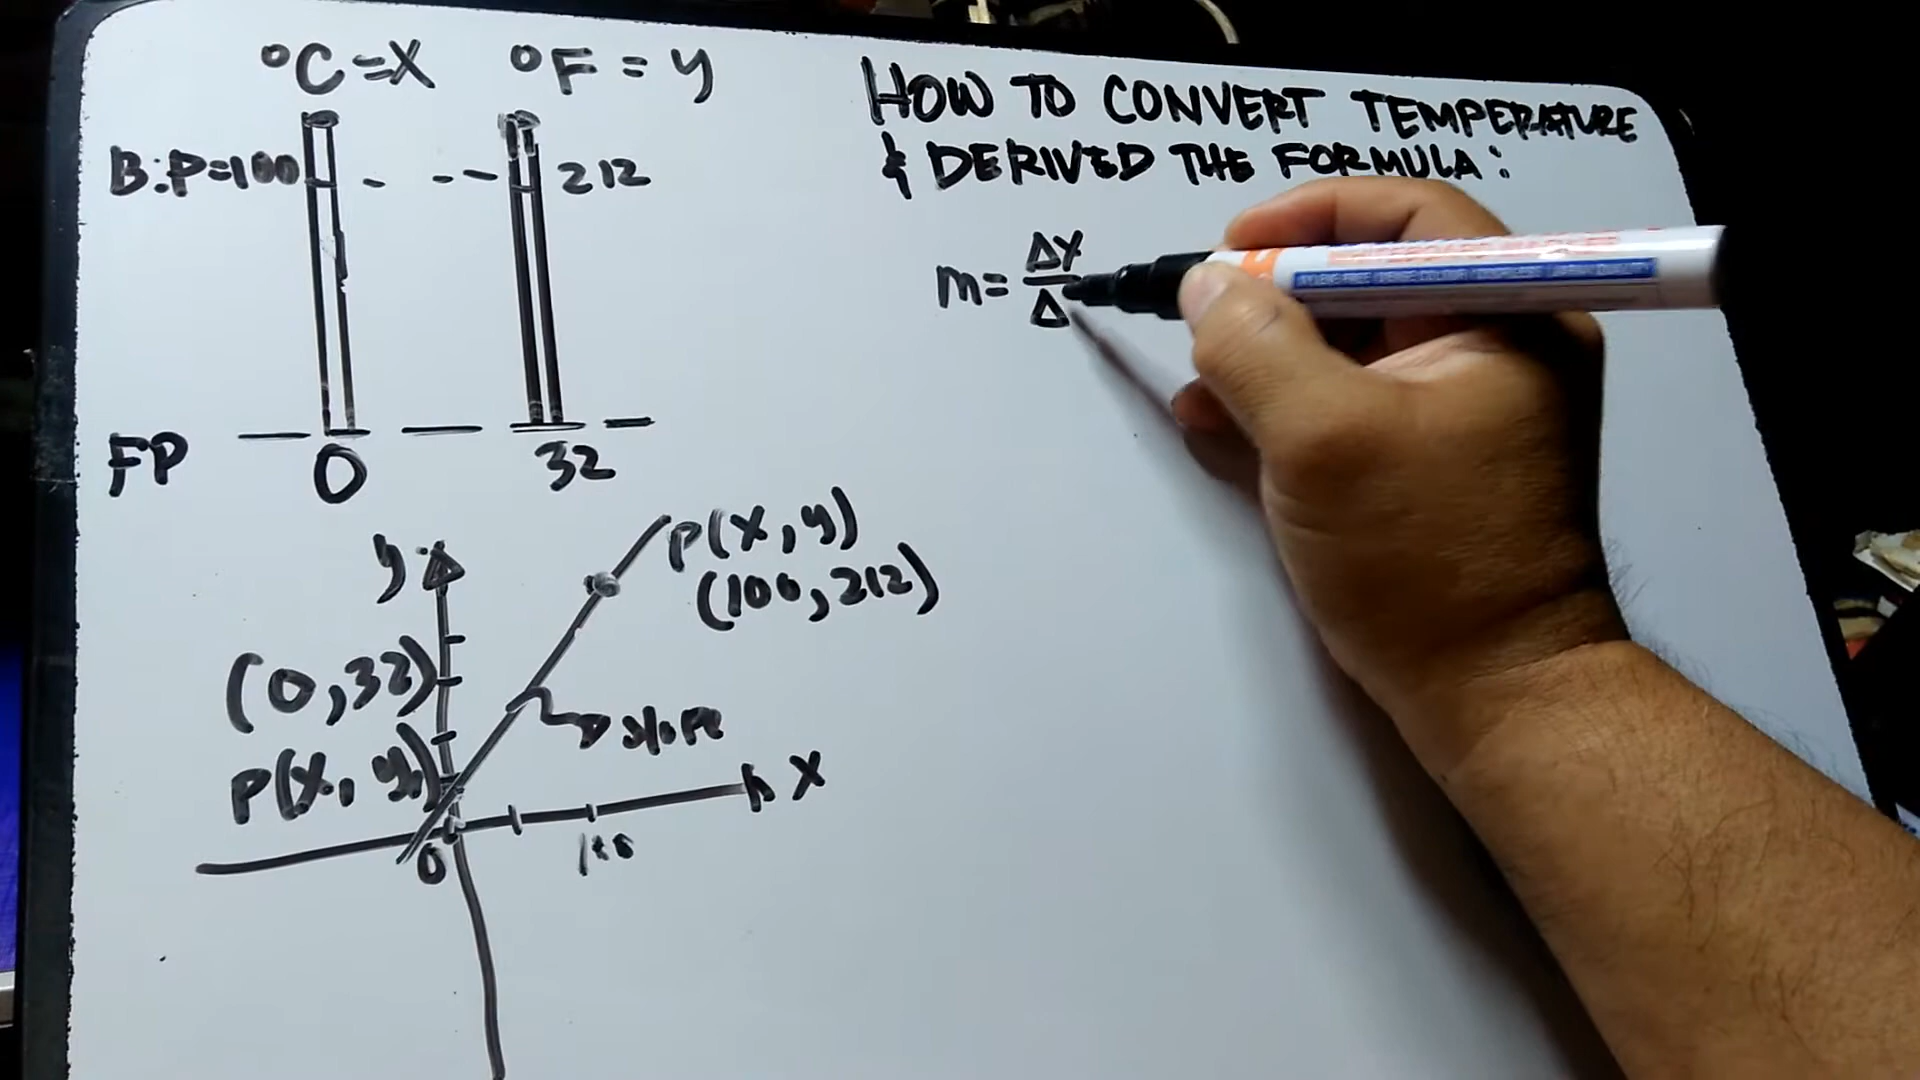 °C = X °F = y
HOW TO CONVERT TEMPERATURE
& DERIVED THE FORMULA:
B.P = 100 - -- 212
m = ΔY
Δ
FP 0 32
y
P(X, y)
(100, 212)
(0, 32)
slope
P(X, y)
X
0 100